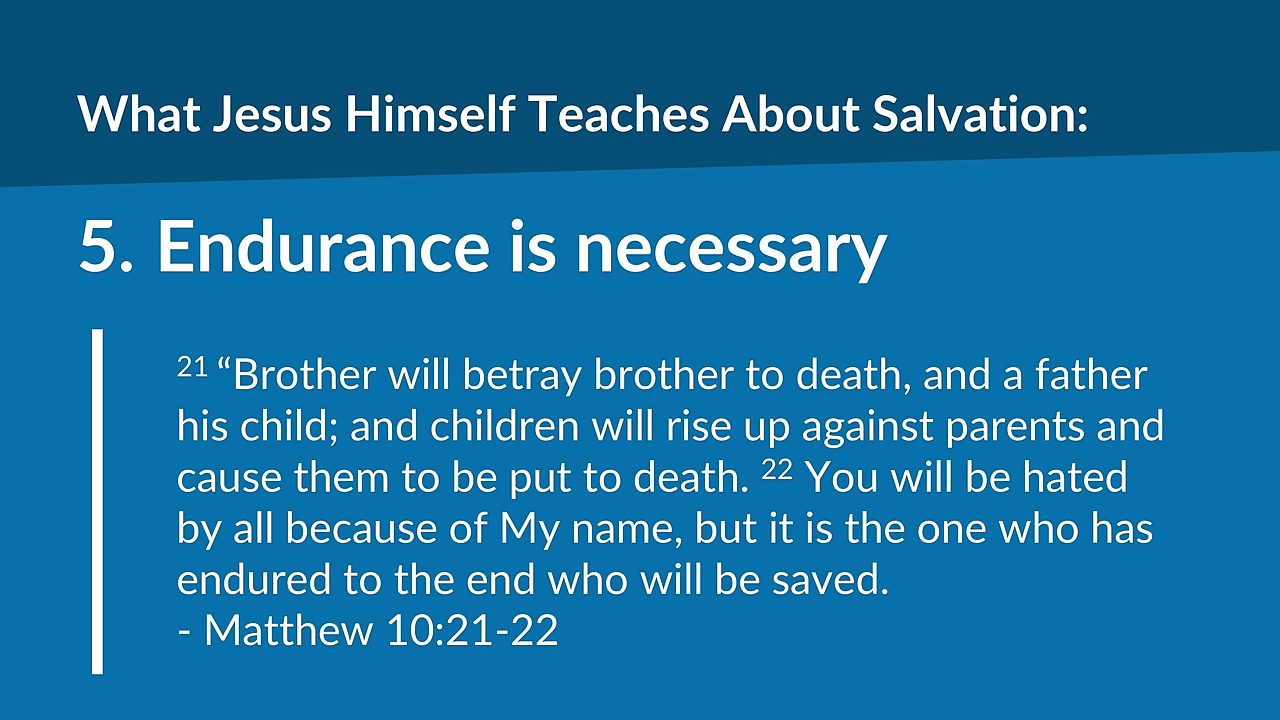 What Jesus Himself Teaches About Salvation:
5. Endurance is necessary
21 “Brother will betray brother to death, and a father
his child; and children will rise up against parents and
cause them to be put to death. 22 You will be hated
by all because of My name, but it is the one who has
endured to the end who will be saved.
- Matthew 10:21-22